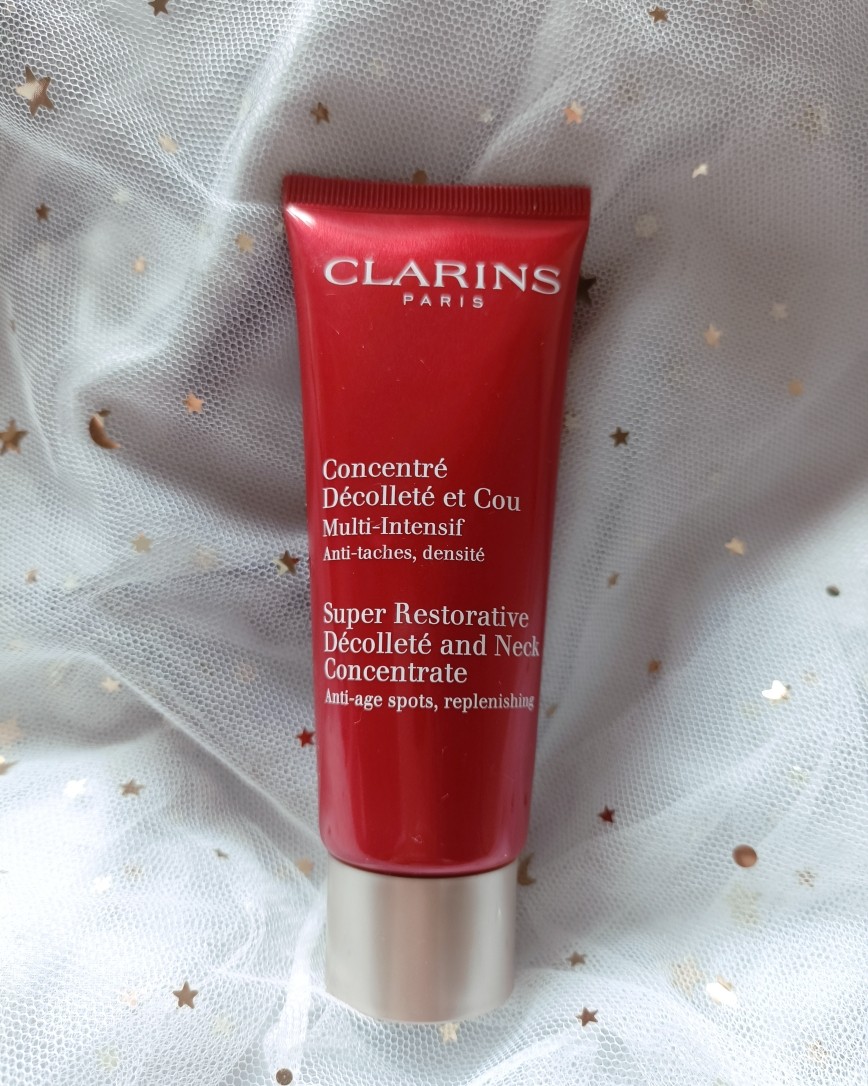 CLARINS
PARIS
Concentré
Décolleté et Cou
Multi-Intensif
Anti-taches, densité
Super Restorative
Décolleté and Neck
Concentrate
Anti-age spots, replenishing